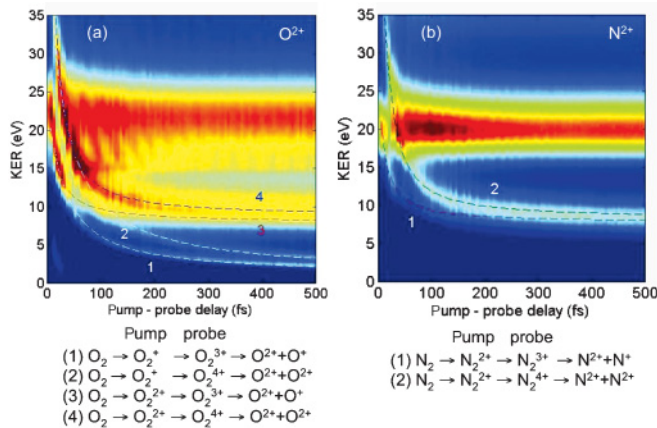 (a) O²⁺
KER (eV)
35
30
25
20
15
10
5
0
4
3
2
1
0 100 200 300 400 500
Pump - probe delay (fs)
(b) N²⁺
KER (eV)
35
30
25
20
15
10
5
0
2
1
0 100 200 300 400 500
Pump - probe delay (fs)
Pump probe
(1) O₂ → O₂⁺ → O₂³⁺ → O²⁺+O⁺
(2) O₂ → O₂⁺ → O₂⁴⁺ → O²⁺+O²⁺
(3) O₂ → O₂²⁺ → O₂³⁺ → O²⁺+O⁺
(4) O₂ → O₂²⁺ → O₂⁴⁺ → O²⁺+O²⁺
Pump probe
(1) N₂ → N₂²⁺ → N₂³⁺ → N²⁺+N⁺
(2) N₂ → N₂²⁺ → N₂⁴⁺ → N²⁺+N²⁺